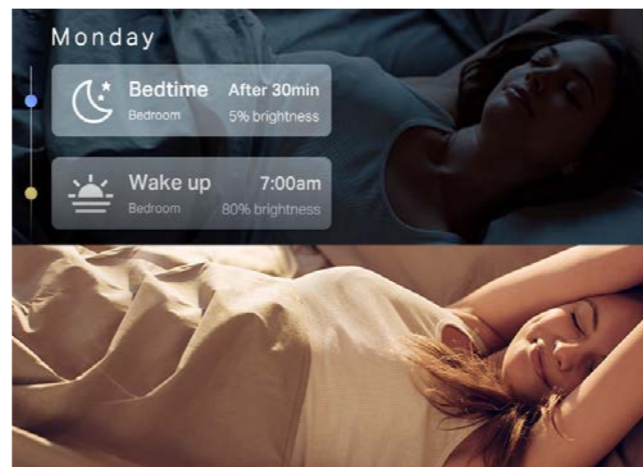 Monday
Bedtime After 30min
Bedroom 5% brightness
Wake up 7:00am
Bedroom 80% brightness